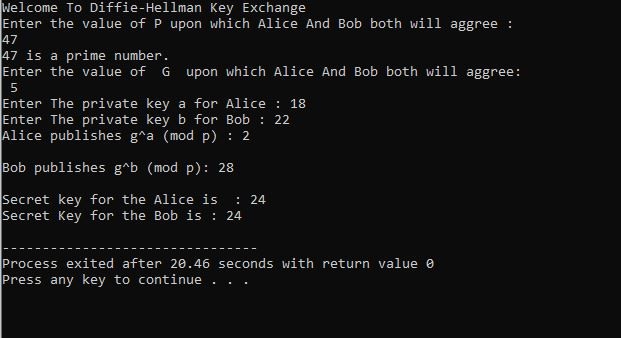 Welcome To Diffie-Hellman Key Exchange
Enter the value of P upon which Alice And Bob both will aggree :
47
47 is a prime number.
Enter the value of  G  upon which Alice And Bob both will aggree:
 5
Enter The private key a for Alice : 18
Enter The private key b for Bob : 22
Alice publishes g^a (mod p) : 2
Bob publishes g^b (mod p): 28
Secret key for the Alice is  : 24
Secret Key for the Bob is : 24
--------------------------------
Process exited after 20.46 seconds with return value 0
Press any key to continue . . .